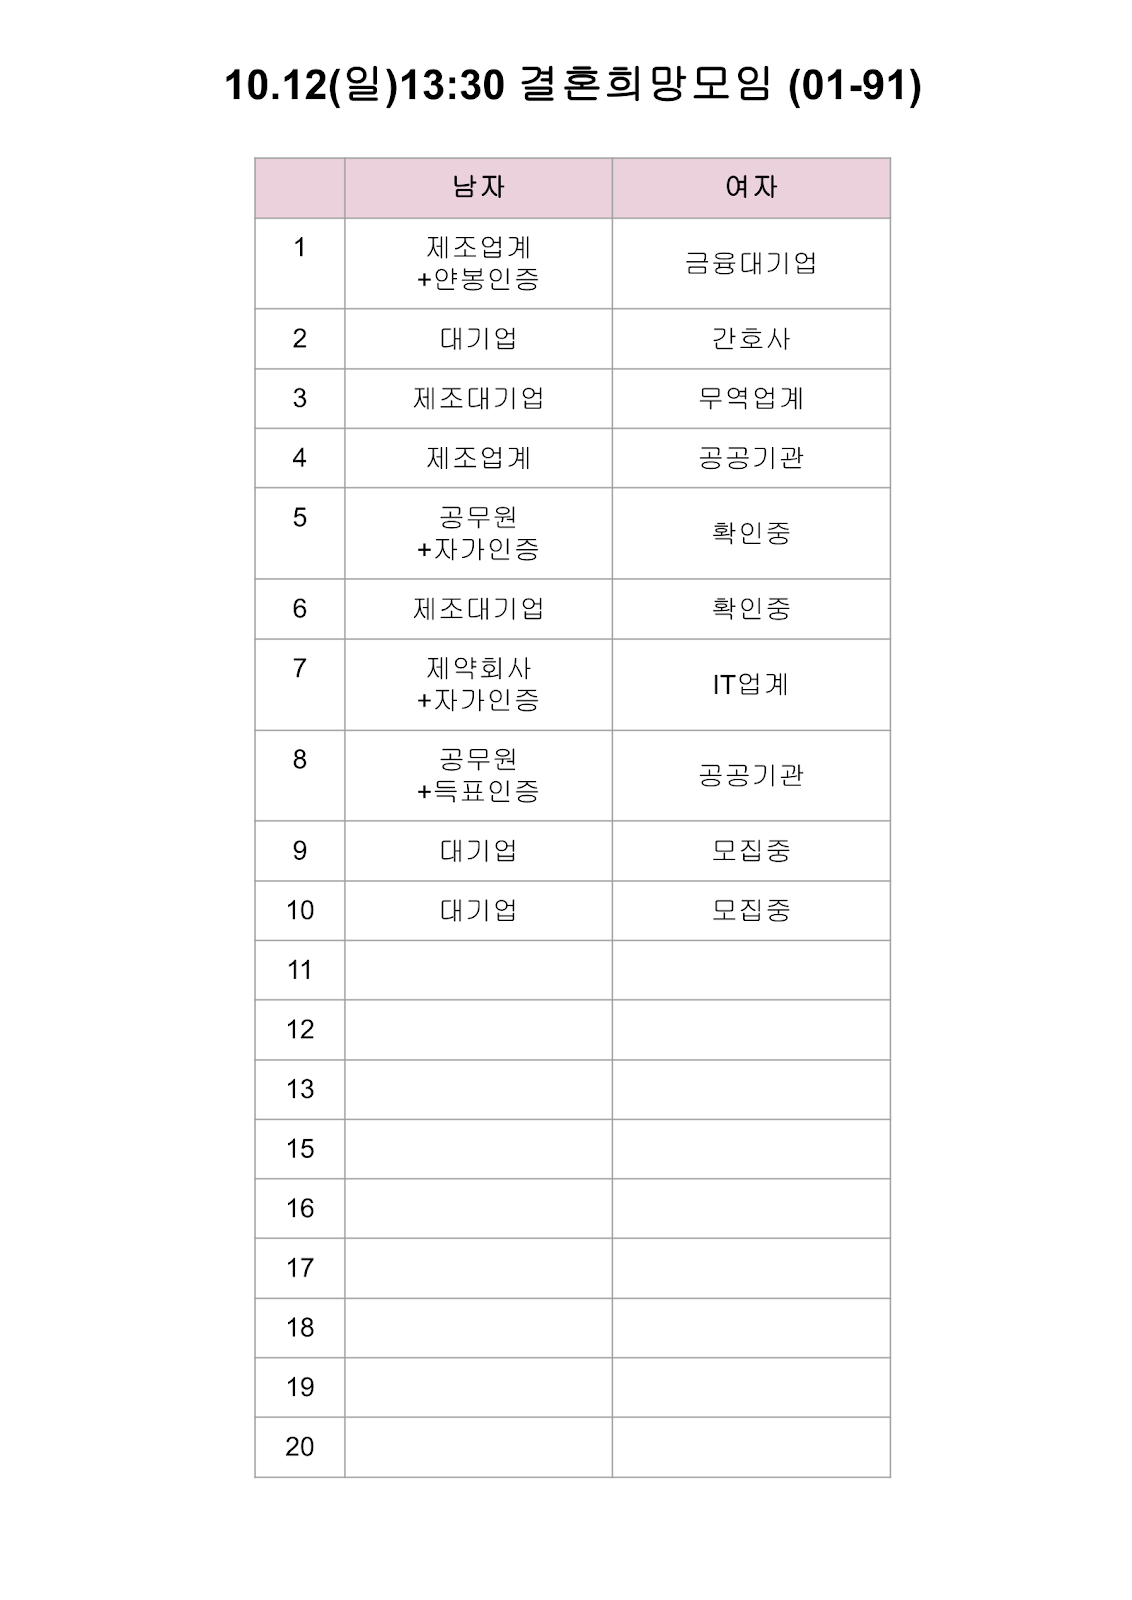 10.12(일)13:30 결혼희망모임 (01-91)
남자 여자
1 제조업계 금융대기업
+얀봉인증
2 대기업 간호사
3 제조대기업 무역업계
4 제조업계 공공기관
5 공무원 확인중
+자가인증
6 제조대기업 확인중
7 제약회사 IT업계
+자가인증
8 공무원 공공기관
+득표인증
9 대기업 모집중
10 대기업 모집중
11
12
13
15
16
17
18
19
20